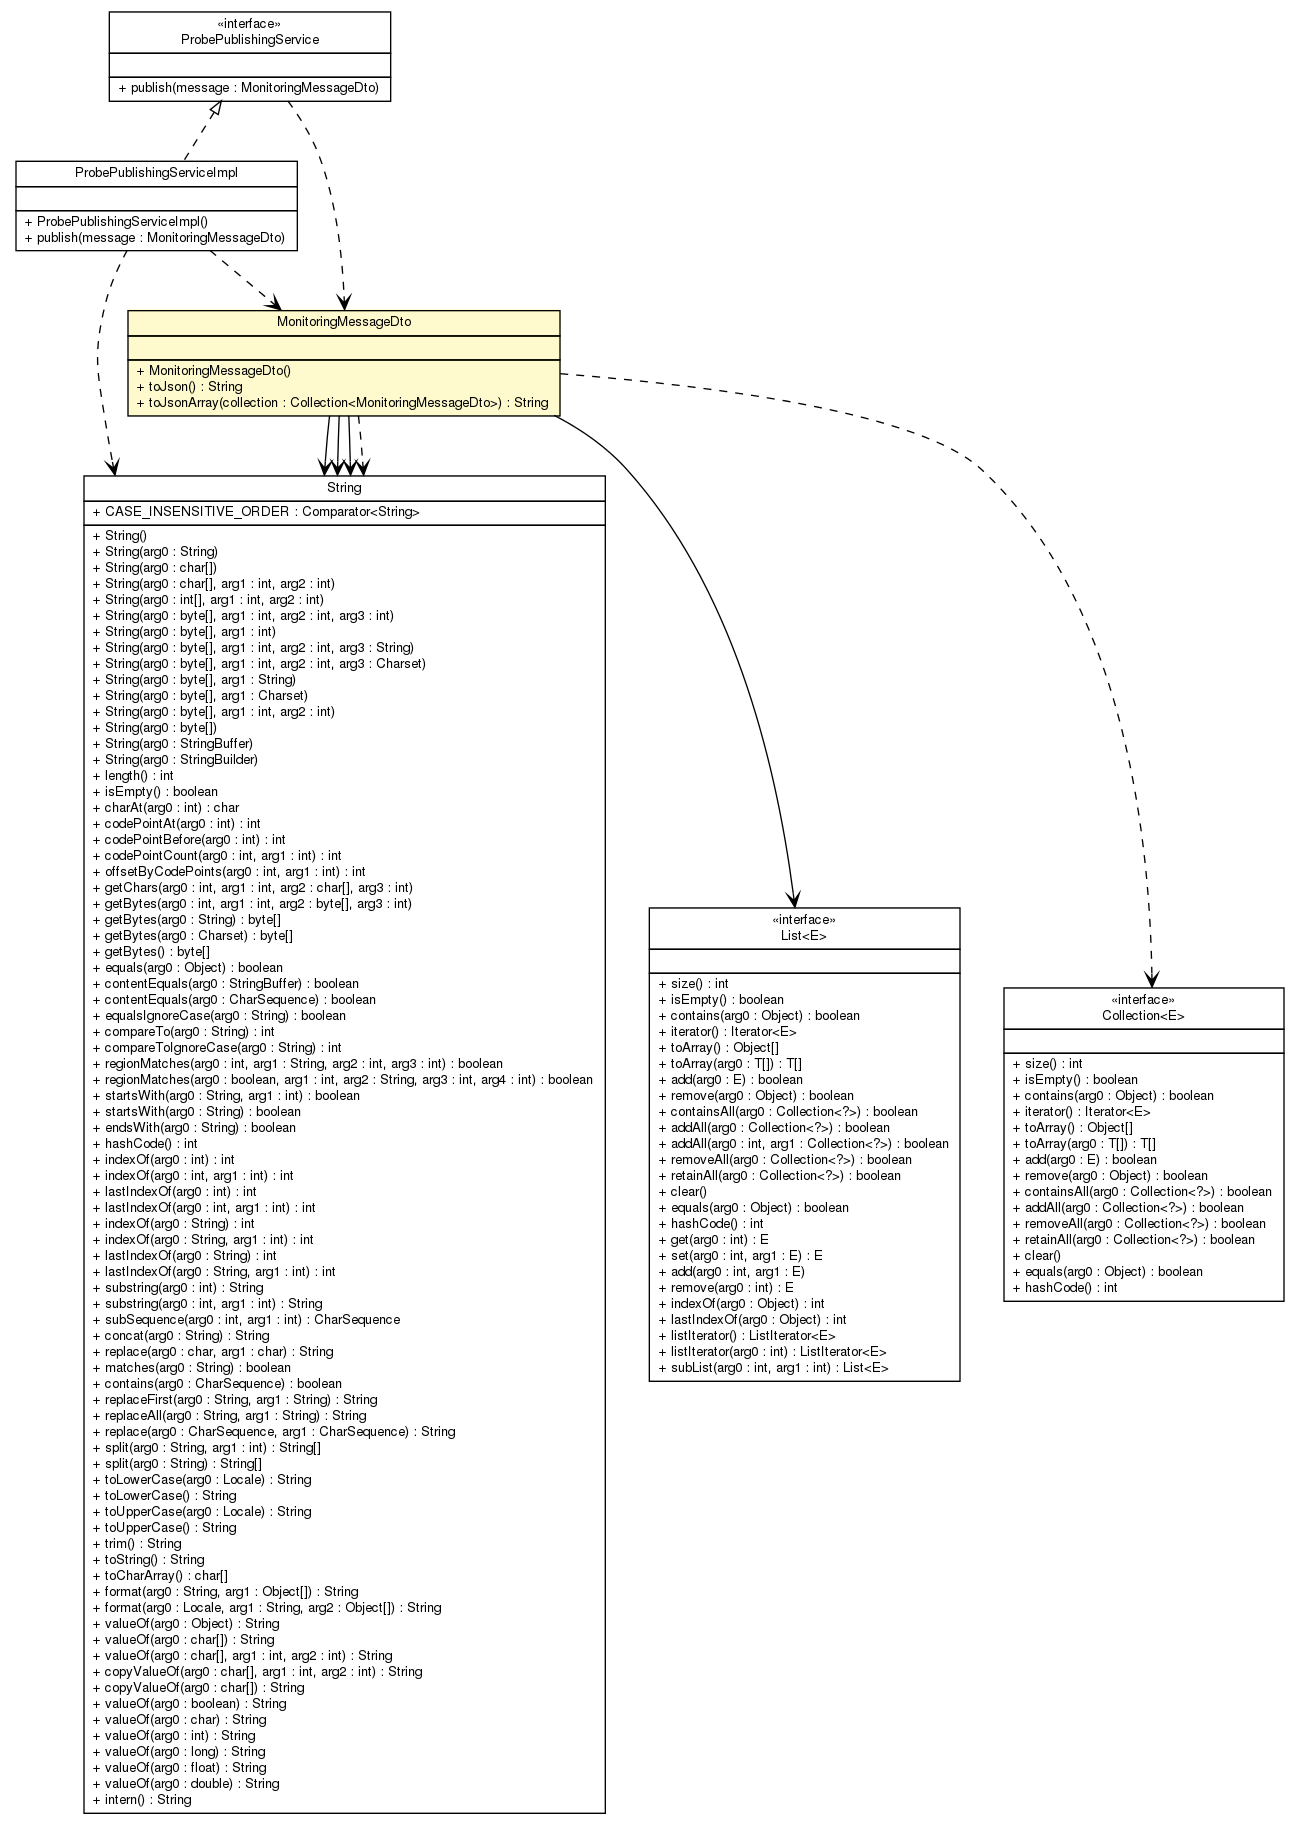 «interface»
ProbePublishingService
+ publish(message : MonitoringMessageDto)
ProbePublishingServiceImpl
+ ProbePublishingServiceImpl()
+ publish(message : MonitoringMessageDto)
MonitoringMessageDto
+ MonitoringMessageDto()
+ toJson() : String
+ toJsonArray(collection : Collection<MonitoringMessageDto>) : String
String
+ CASE_INSENSITIVE_ORDER : Comparator<String>
+ String()
+ String(arg0 : String)
+ String(arg0 : char[])
+ String(arg0 : char[], arg1 : int, arg2 : int)
+ String(arg0 : int[], arg1 : int, arg2 : int)
+ String(arg0 : byte[], arg1 : int, arg2 : int, arg3 : int)
+ String(arg0 : byte[], arg1 : int)
+ String(arg0 : byte[], arg1 : int, arg2 : int, arg3 : String)
+ String(arg0 : byte[], arg1 : int, arg2 : int, arg3 : Charset)
+ String(arg0 : byte[], arg1 : String)
+ String(arg0 : byte[], arg1 : Charset)
+ String(arg0 : byte[], arg1 : int, arg2 : int)
+ String(arg0 : byte[])
+ String(arg0 : StringBuffer)
+ String(arg0 : StringBuilder)
+ length() : int
+ isEmpty() : boolean
+ charAt(arg0 : int) : char
+ codePointAt(arg0 : int) : int
+ codePointBefore(arg0 : int) : int
+ codePointCount(arg0 : int, arg1 : int) : int
+ offsetByCodePoints(arg0 : int, arg1 : int) : int
+ getChars(arg0 : int, arg1 : int, arg2 : char[], arg3 : int)
+ getBytes(arg0 : int, arg1 : int, arg2 : byte[], arg3 : int)
+ getBytes(arg0 : String) : byte[]
+ getBytes(arg0 : Charset) : byte[]
+ getBytes() : byte[]
+ equals(arg0 : Object) : boolean
+ contentEquals(arg0 : StringBuffer) : boolean
+ contentEquals(arg0 : CharSequence) : boolean
+ equalsIgnoreCase(arg0 : String) : boolean
+ compareTo(arg0 : String) : int
+ compareToIgnoreCase(arg0 : String) : int
+ regionMatches(arg0 : int, arg1 : String, arg2 : int, arg3 : int) : boolean
+ regionMatches(arg0 : boolean, arg1 : int, arg2 : String, arg3 : int, arg4 : int) : boolean
+ startsWith(arg0 : String, arg1 : int) : boolean
+ startsWith(arg0 : String) : boolean
+ endsWith(arg0 : String) : boolean
+ hashCode() : int
+ indexOf(arg0 : int) : int
+ indexOf(arg0 : int, arg1 : int) : int
+ lastIndexOf(arg0 : int) : int
+ lastIndexOf(arg0 : int, arg1 : int) : int
+ indexOf(arg0 : String) : int
+ indexOf(arg0 : String, arg1 : int) : int
+ lastIndexOf(arg0 : String) : int
+ lastIndexOf(arg0 : String, arg1 : int) : int
+ substring(arg0 : int) : String
+ substring(arg0 : int, arg1 : int) : String
+ subSequence(arg0 : int, arg1 : int) : CharSequence
+ concat(arg0 : String) : String
+ replace(arg0 : char, arg1 : char) : String
+ matches(arg0 : String) : boolean
+ contains(arg0 : CharSequence) : boolean
+ replaceFirst(arg0 : String, arg1 : String) : String
+ replaceAll(arg0 : String, arg1 : String) : String
+ replace(arg0 : CharSequence, arg1 : CharSequence) : String
+ split(arg0 : String, arg1 : int) : String[]
+ split(arg0 : String) : String[]
+ toLowerCase(arg0 : Locale) : String
+ toLowerCase() : String
+ toUpperCase(arg0 : Locale) : String
+ toUpperCase() : String
+ trim() : String
+ toString() : String
+ toCharArray() : char[]
+ format(arg0 : String, arg1 : Object[]) : String
+ format(arg0 : Locale, arg1 : String, arg2 : Object[]) : String
+ valueOf(arg0 : Object) : String
+ valueOf(arg0 : char[]) : String
+ valueOf(arg0 : char[], arg1 : int, arg2 : int) : String
+ copyValueOf(arg0 : char[], arg1 : int, arg2 : int) : String
+ copyValueOf(arg0 : char[]) : String
+ valueOf(arg0 : boolean) : String
+ valueOf(arg0 : char) : String
+ valueOf(arg0 : int) : String
+ valueOf(arg0 : long) : String
+ valueOf(arg0 : float) : String
+ valueOf(arg0 : double) : String
+ intern() : String
«interface»
List<E>
+ size() : int
+ isEmpty() : boolean
+ contains(arg0 : Object) : boolean
+ iterator() : Iterator<E>
+ toArray() : Object[]
+ toArray(arg0 : T[]) : T[]
+ add(arg0 : E) : boolean
+ remove(arg0 : Object) : boolean
+ containsAll(arg0 : Collection<?>) : boolean
+ addAll(arg0 : Collection<?>) : boolean
+ addAll(arg0 : int, arg1 : Collection<?>) : boolean
+ removeAll(arg0 : Collection<?>) : boolean
+ retainAll(arg0 : Collection<?>) : boolean
+ clear()
+ equals(arg0 : Object) : boolean
+ hashCode() : int
+ get(arg0 : int) : E
+ set(arg0 : int, arg1 : E) : E
+ add(arg0 : int, arg1 : E)
+ remove(arg0 : int) : E
+ indexOf(arg0 : Object) : int
+ lastIndexOf(arg0 : Object) : int
+ listIterator() : ListIterator<E>
+ listIterator(arg0 : int) : ListIterator<E>
+ subList(arg0 : int, arg1 : int) : List<E>
«interface»
Collection<E>
+ size() : int
+ isEmpty() : boolean
+ contains(arg0 : Object) : boolean
+ iterator() : Iterator<E>
+ toArray() : Object[]
+ toArray(arg0 : T[]) : T[]
+ add(arg0 : E) : boolean
+ remove(arg0 : Object) : boolean
+ containsAll(arg0 : Collection<?>) : boolean
+ addAll(arg0 : Collection<?>) : boolean
+ removeAll(arg0 : Collection<?>) : boolean
+ retainAll(arg0 : Collection<?>) : boolean
+ clear()
+ equals(arg0 : Object) : boolean
+ hashCode() : int